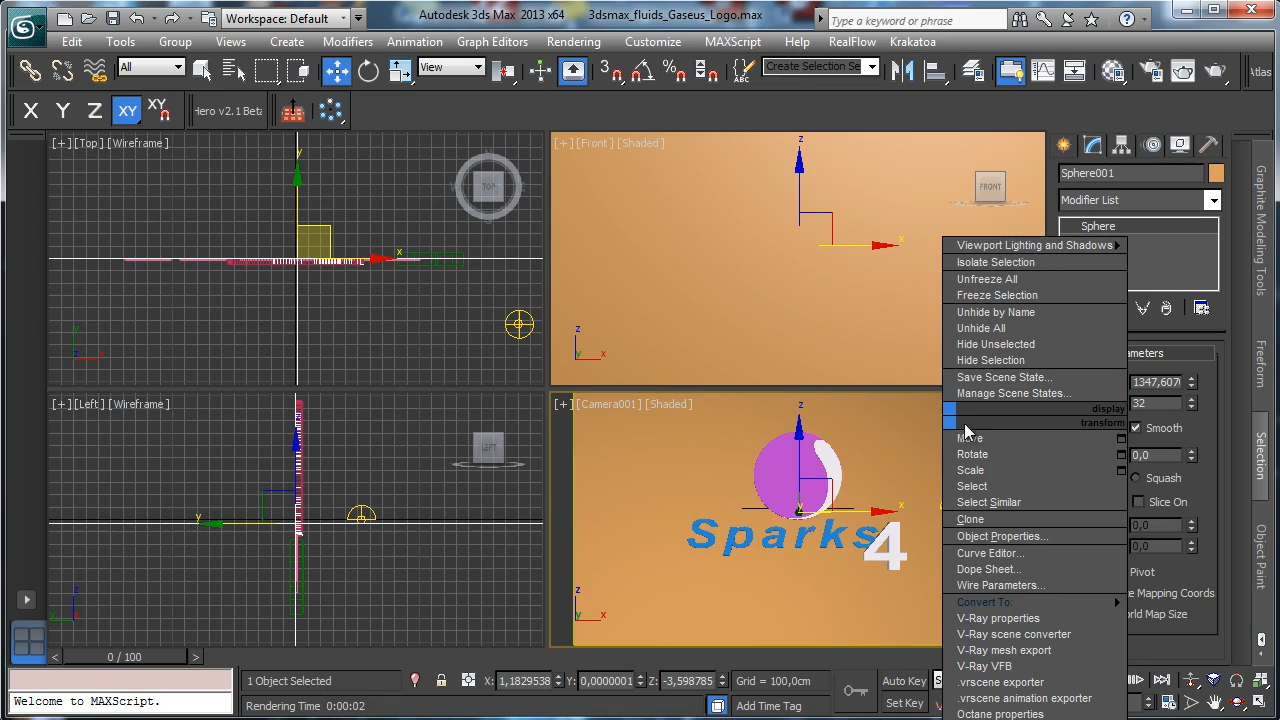 Workspace: Default
Autodesk 3ds Max 2013 x64 3dsmax_fluids_Gaseus_Logo.max
Type a keyword or phrase
Edit Tools Group Views Create Modifiers Animation Graph Editors Rendering Customize MAXScript Help RealFlow Krakatoa
All
View
3
%
ABC
Create Selection Se
Atlas
X Y Z XY XY
Hero v2.1 Beta
[+] [Top] [Wireframe]
TOP
y
x
y
z x
[+] [Front] [Shaded]
FRONT
z
x
z
y x
[+] [Left] [Wireframe]
LEFT
z
y
z
y x
[+] [Camera001] [Shaded]
z
y
x
Sparks 4
z
y x
Viewport Lighting and Shadows
Isolate Selection
Unfreeze All
Freeze Selection
Unhide by Name
Unhide All
Hide Unselected
Hide Selection
Save Scene State...
Manage Scene States...
display
transform
Move
Rotate
Scale
Select
Select Similar
Clone
Object Properties...
Curve Editor...
Dope Sheet...
Wire Parameters...
Convert To:
V-Ray properties
V-Ray scene converter
V-Ray mesh export
V-Ray VFB
.vrscene exporter
.vrscene animation exporter
Octane properties
Sphere001
Modifier List
Sphere
1347,607
32
Smooth
0,0
Squash
Slice On
0,0
0,0
Pivot
Mapping Coords
Map Size
Graphite Modeling Tools
Freeform
Selection
Object Paint
< 0 / 100 >
Welcome to MAXScript.
1 Object Selected
X: 1,1829538
Y: 0,0000001
Z: -3,598785
Grid = 100,0cm
Rendering Time 0:00:02
Add Time Tag
Auto Key
Set Key